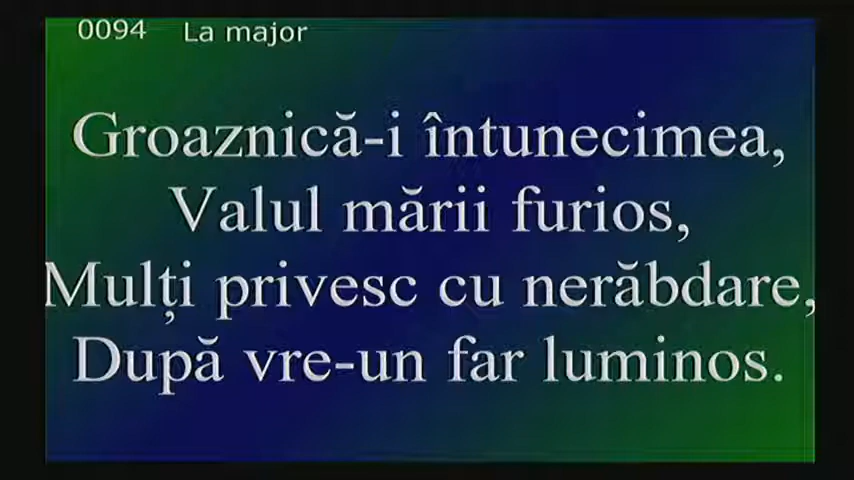 0094 La major
Groaznică-i întunecimea,
Valul mării furios,
Mulți privesc cu nerăbdare,
După vre-un far luminos.